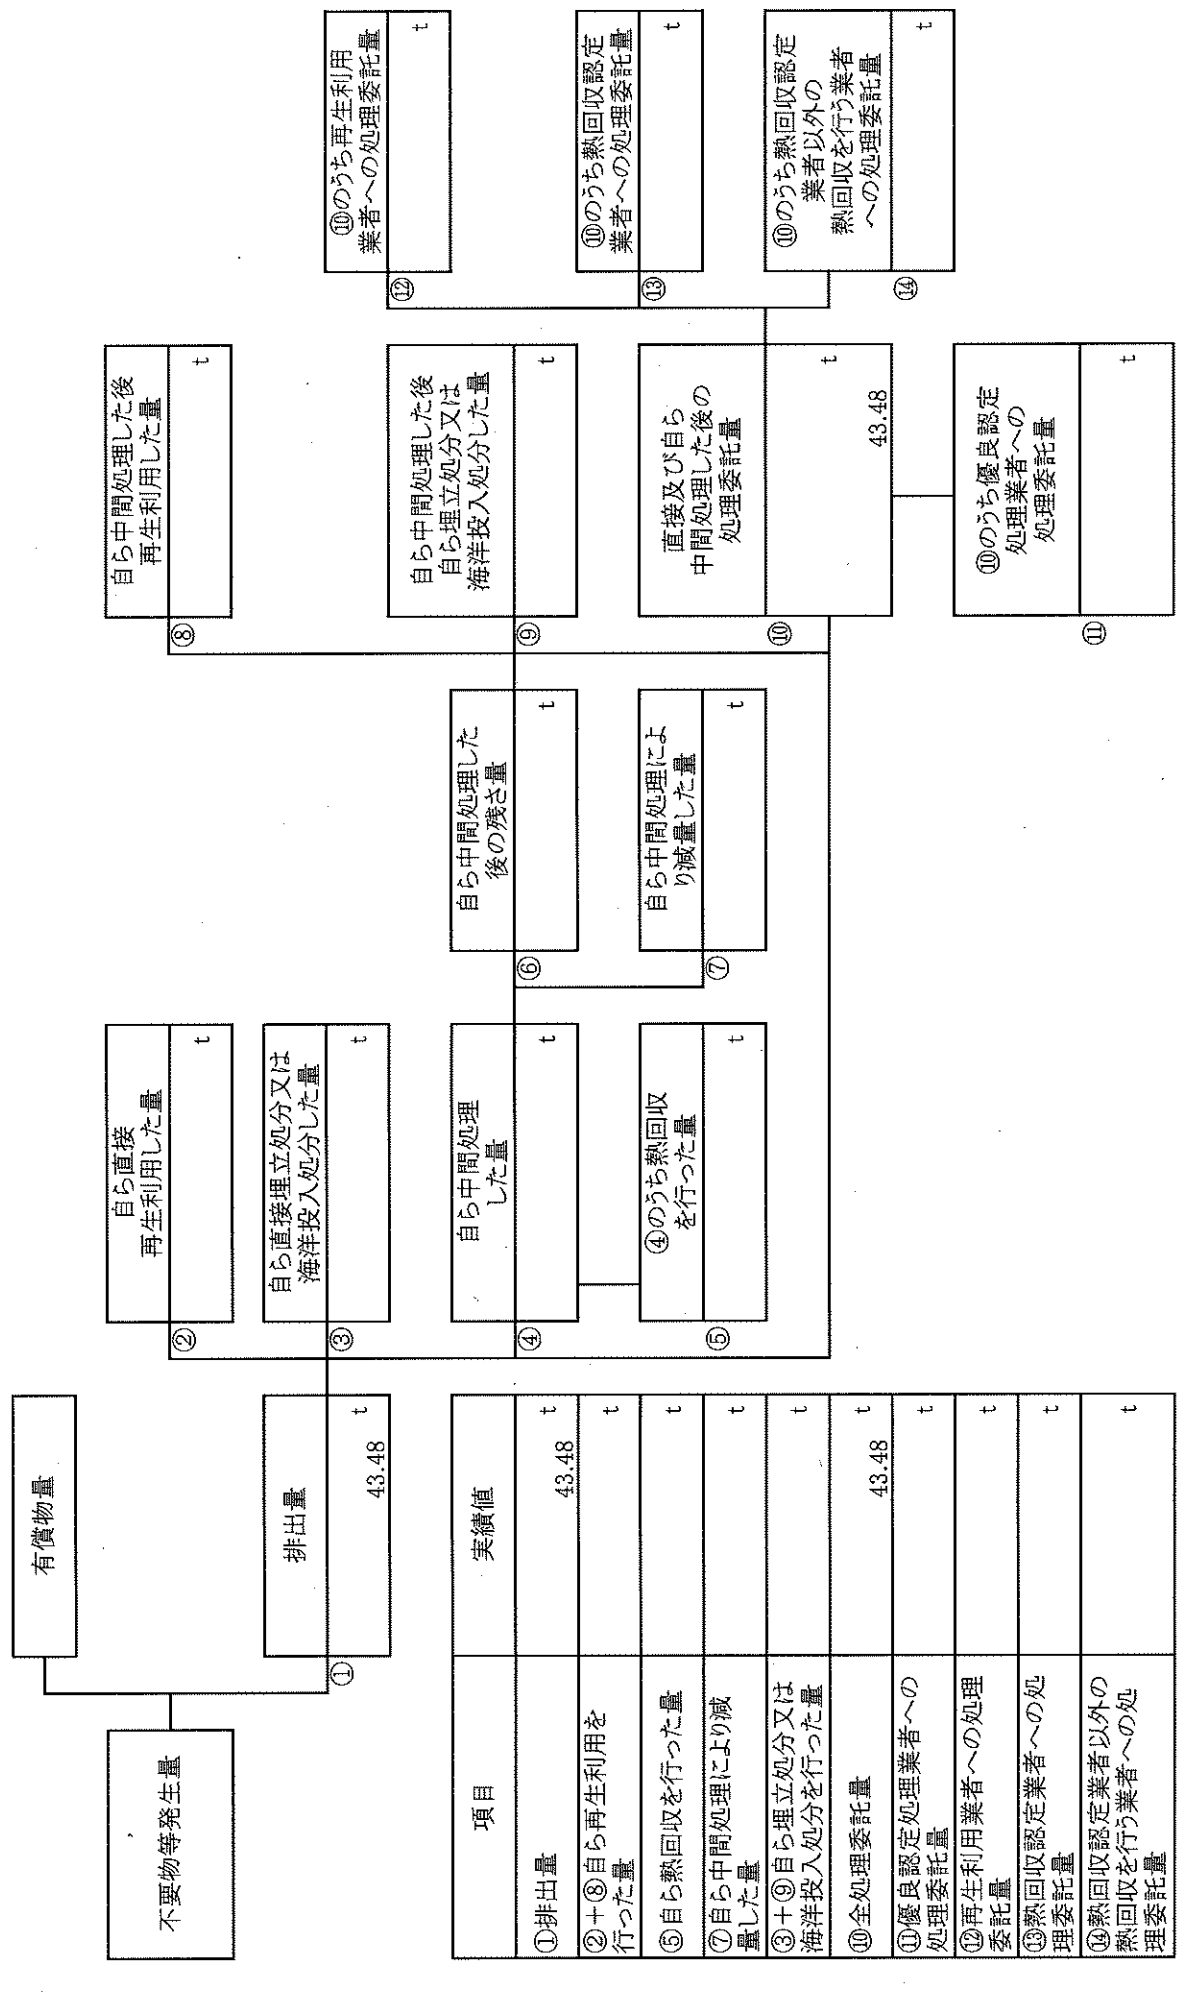 不要物等発生量
有償物量
排出量
①
43.48
t
自ら直接
再生利用した量
②
t
自ら直接埋立処分又は
海洋投入処分した量
③
t
自ら中間処理
した量
④
t
④のうち熱回収
を行った量
⑤
t
自ら中間処理した
後の残さ量
⑥
t
自ら中間処理によ
り減量した量
⑦
t
自ら中間処理した後
再生利用した量
⑧
t
自ら中間処理した後
自ら埋立処分又は
海洋投入処分した量
⑨
t
直接及び自ら
中間処理した後の
処理委託量
⑩
t
43.48
⑩のうち優良認定
処理業者への
処理委託量
⑪
t
⑩のうち再生利用
業者への処理委託量
⑫
t
⑩のうち熱回収認定
業者への処理委託量
⑬
t
⑩のうち熱回収認定
業者以外の
熱回収を行う業者
への処理委託量
⑭
t
項目 実績値
①排出量 43.48 t
②+⑧自ら再生利用を
行った量 t
⑤自ら熱回収を行った量 t
⑦自ら中間処理により減
量した量 t
③+⑨自ら埋立処分又は
海洋投入処分を行った量 t
⑩全処理委託量 43.48 t
⑪優良認定処理業者への
処理委託量 t
⑫再生利用業者への処理
委託量 t
⑬熱回収認定業者への処
理委託量 t
⑭熱回収認定業者以外の
熱回収を行う業者への処
理委託量 t